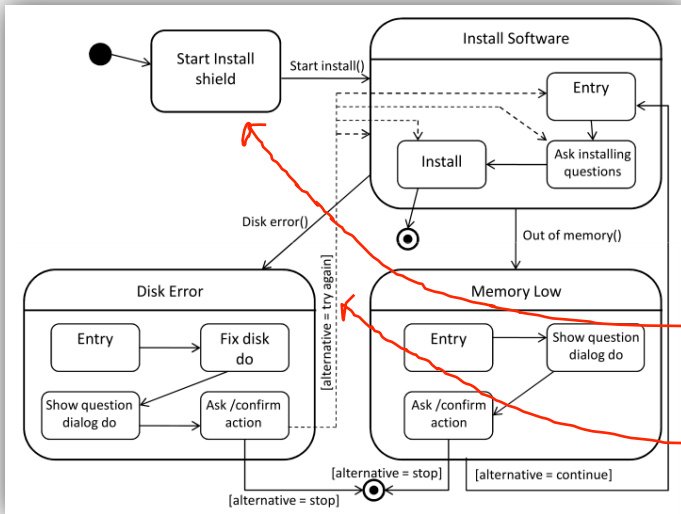 Install Software
Start Install
shield
Start install()
Entry
Install
Ask installing
questions
Disk error()
Out of memory()
[alternative = try again]
Disk Error
Entry
Fix disk
do
Show question
dialog do
Ask /confirm
action
Memory Low
Entry
Show question
dialog do
Ask /confirm
action
[alternative = stop]
[alternative = stop]
[alternative = continue]